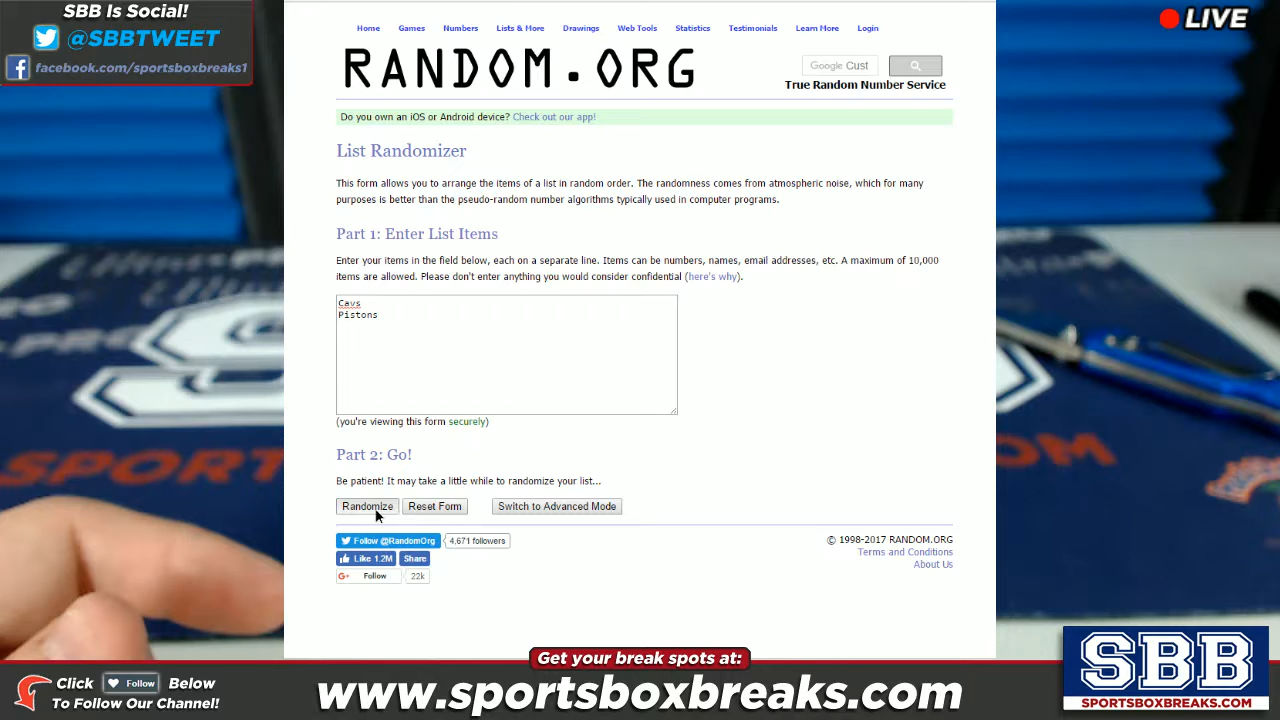 SBB Is Social!
@SBBTWEET
facebook.com/sportsboxbreaks1
LIVE
Home Games Numbers Lists & More Drawings Web Tools Statistics Testimonials Learn More Login
RANDOM.ORG
Google Cust
True Random Number Service
Do you own an iOS or Android device? Check out our app!
List Randomizer
This form allows you to arrange the items of a list in random order. The randomness comes from atmospheric noise, which for many
purposes is better than the pseudo-random number algorithms typically used in computer programs.
Part 1: Enter List Items
Enter your items in the field below, each on a separate line. Items can be numbers, names, email addresses, etc. A maximum of 10,000
items are allowed. Please don't enter anything you would consider confidential (here's why).
Cavs
Pistons
(you're viewing this form securely)
Part 2: Go!
Be patient! It may take a little while to randomize your list...
Randomize Reset Form Switch to Advanced Mode
Follow @RandomOrg 4,671 followers
Like 1.2M Share
G+ Follow 22k
© 1998-2017 RANDOM.ORG
Terms and Conditions
About Us
Get your break spots at:
www.sportsboxbreaks.com
Click Follow Below
To Follow Our Channel!
SBB
SPORTSBOXBREAKS.COM